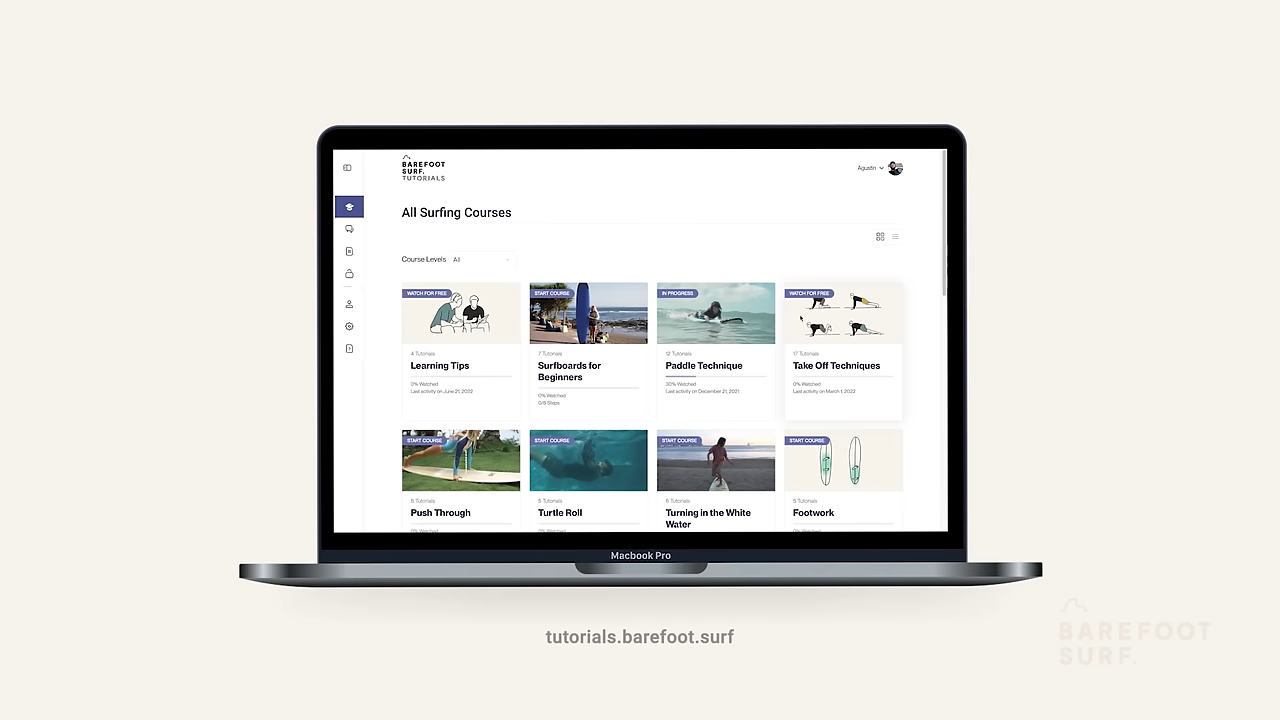 BAREFOOT
SURF.
TUTORIALS
Agustin
All Surfing Courses
Course Levels All
WATCH FOR FREE
START COURSE
IN PROGRESS
WATCH FOR FREE
4 Tutorials
7 Tutorials
12 Tutorials
17 Tutorials
Learning Tips
Surfboards for
Beginners
Paddle Technique
Take Off Techniques
0% Watched
Last activity on June 21, 2022
0% Watched
0/8 Steps
30% Watched
Last activity on December 21, 2021
0% Watched
Last activity on March 1, 2022
START COURSE
START COURSE
START COURSE
START COURSE
5 Tutorials
6 Tutorials
5 Tutorials
Push Through
Turtle Roll
Turning in the White
Water
Footwork
Macbook Pro
tutorials.barefoot.surf
BAREFOOT
SURF.